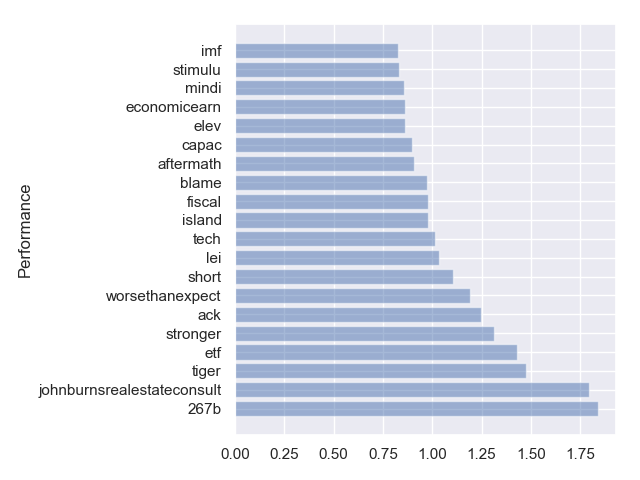 Performance
imf
stimulu
mindi
economicearn
elev
capac
aftermath
blame
fiscal
island
tech
lei
short
worsethanexpect
ack
stronger
etf
tiger
johnburnsrealestateconsult
267b
0.00 0.25 0.50 0.75 1.00 1.25 1.50 1.75